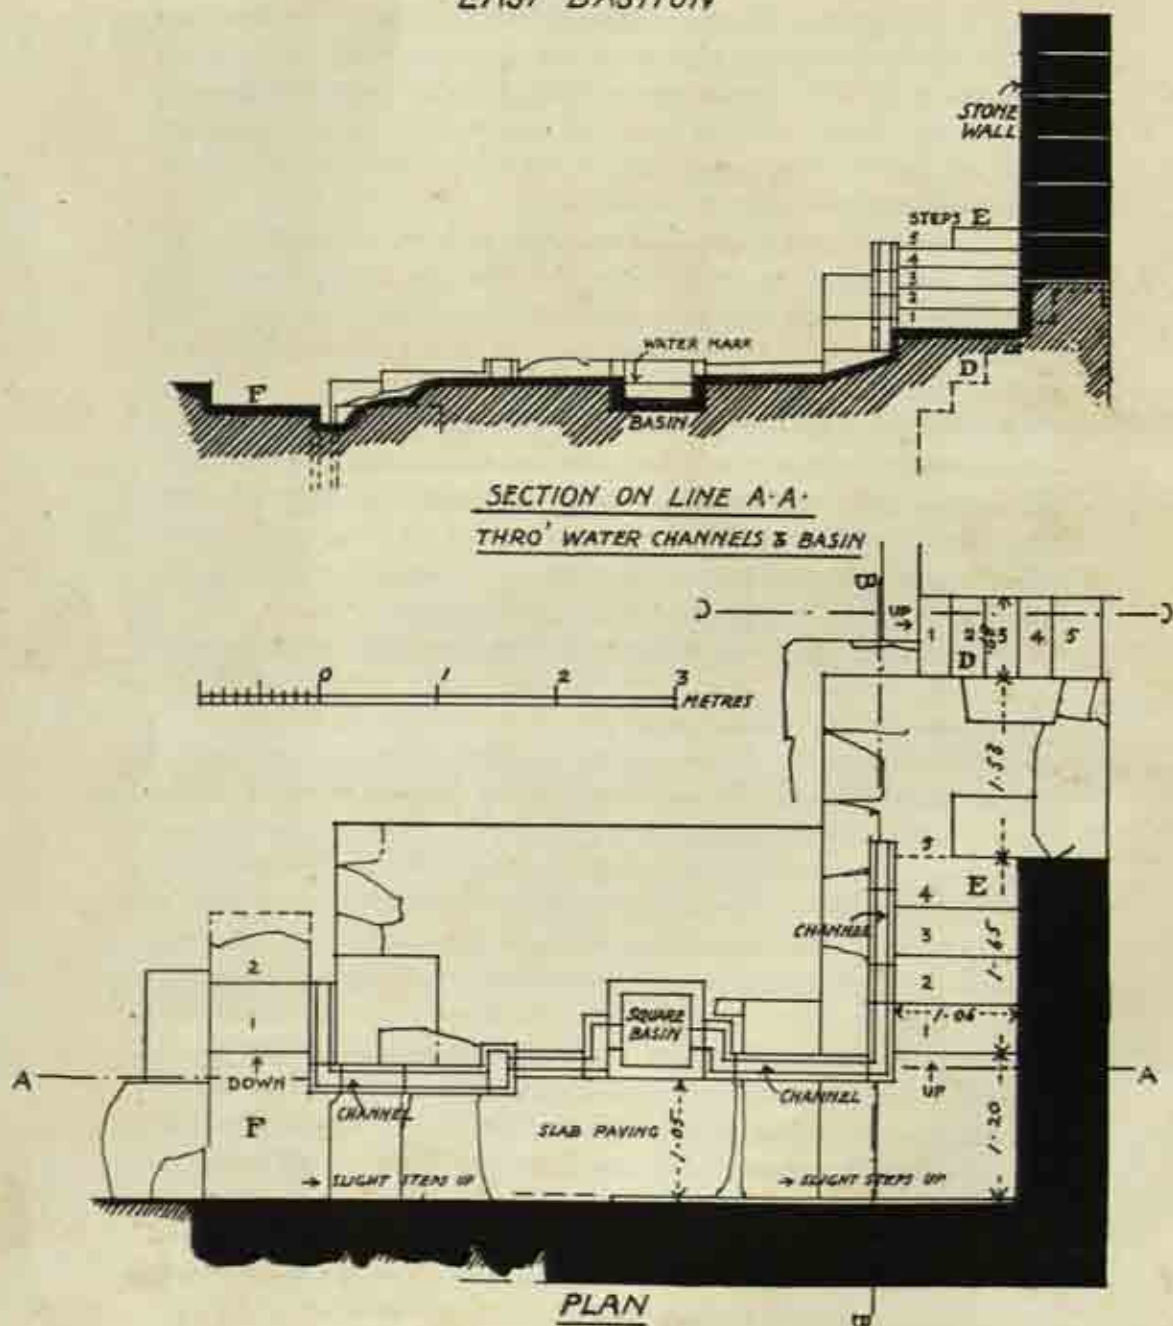 EAST BASTION
STONE
WALL
STEPS E
5
4
3
2
1
WATER MARK
F
D
BASIN
SECTION ON LINE A·A·
THRO' WATER CHANNELS & BASIN
B
UP
1 2 3 4 5
D
0 1 2 3
METRES
1·58
5
E
4
CHANNEL
3
1·65
2
2
SQUARE
BASIN
1·06
1
1
A
DOWN
CHANNEL
UP
A
F
CHANNEL
SLAB PAVING
1·05
1·20
SLIGHT STEPS UP
SLIGHT STEPS UP
PLAN
B